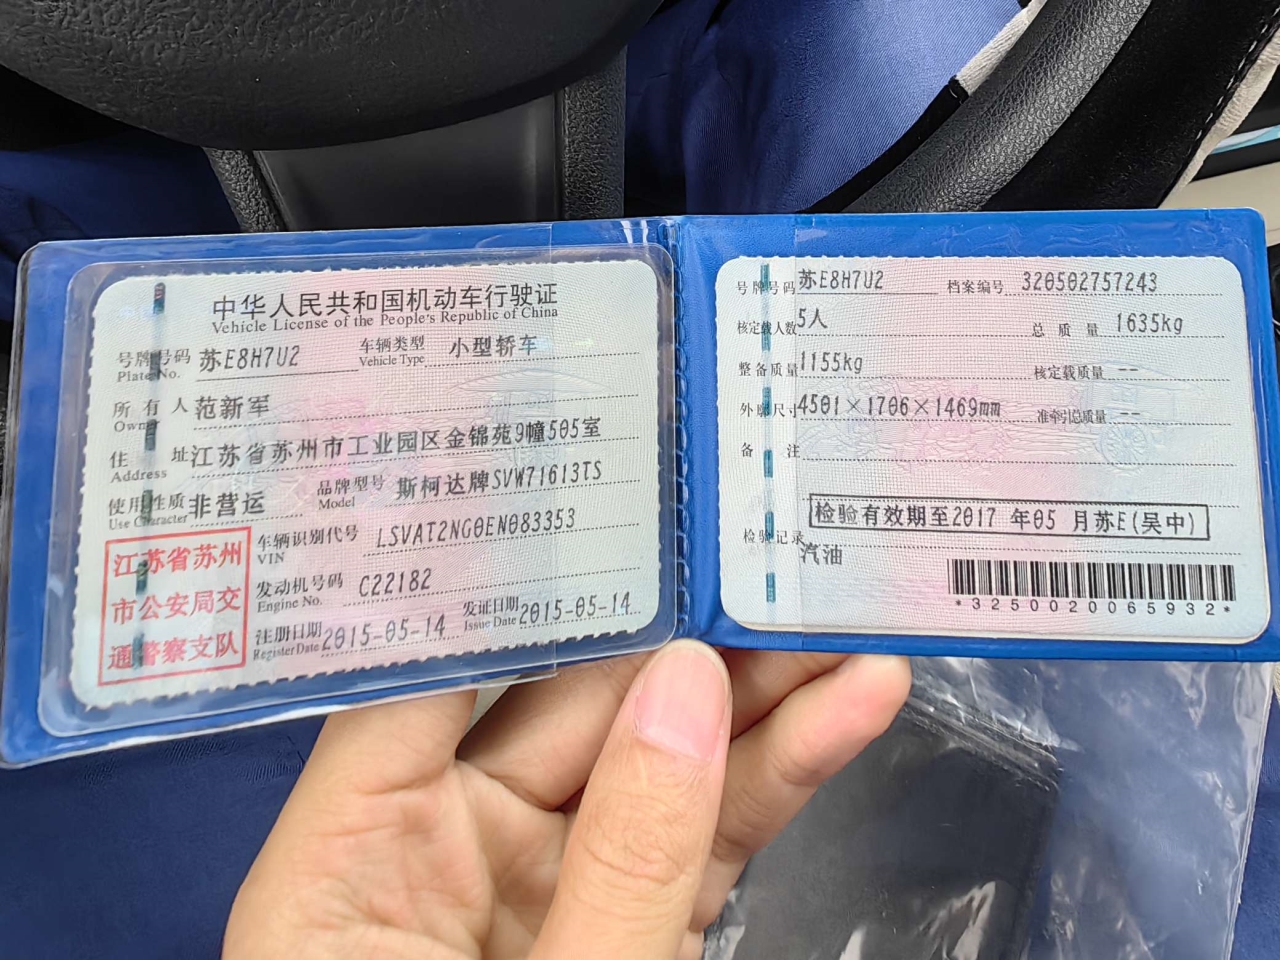 中华人民共和国机动车行驶证
Vehicle License of the People's Republic of China
号牌号码 苏E8H7U2 车辆类型 小型轿车
Plate No. Vehicle Type
所有人 范新军
Owner
住址 江苏省苏州市工业园区金锦苑9幢505室
Address
使用性质 非营运 品牌型号 斯柯达牌SVW71613TS
Use Character Model
江苏省苏州
市公安局交
通警察支队
车辆识别代号 LSVAT2NG0EN083353
VIN
发动机号码 C22182
Engine No.
注册日期 2015-05-14 发证日期 2015-05-14
Register Date Issue Date
号牌号码 苏E8H7U2 档案编号 320502757243
核定载人数 5人 总质量 1635kg
整备质量 1155kg 核定载质量 --
外廓尺寸 4501×1706×1469mm 准牵引总质量 --
备注
检验有效期至2017 年05 月苏E(吴中)
检验记录
汽油
*3250020065932*